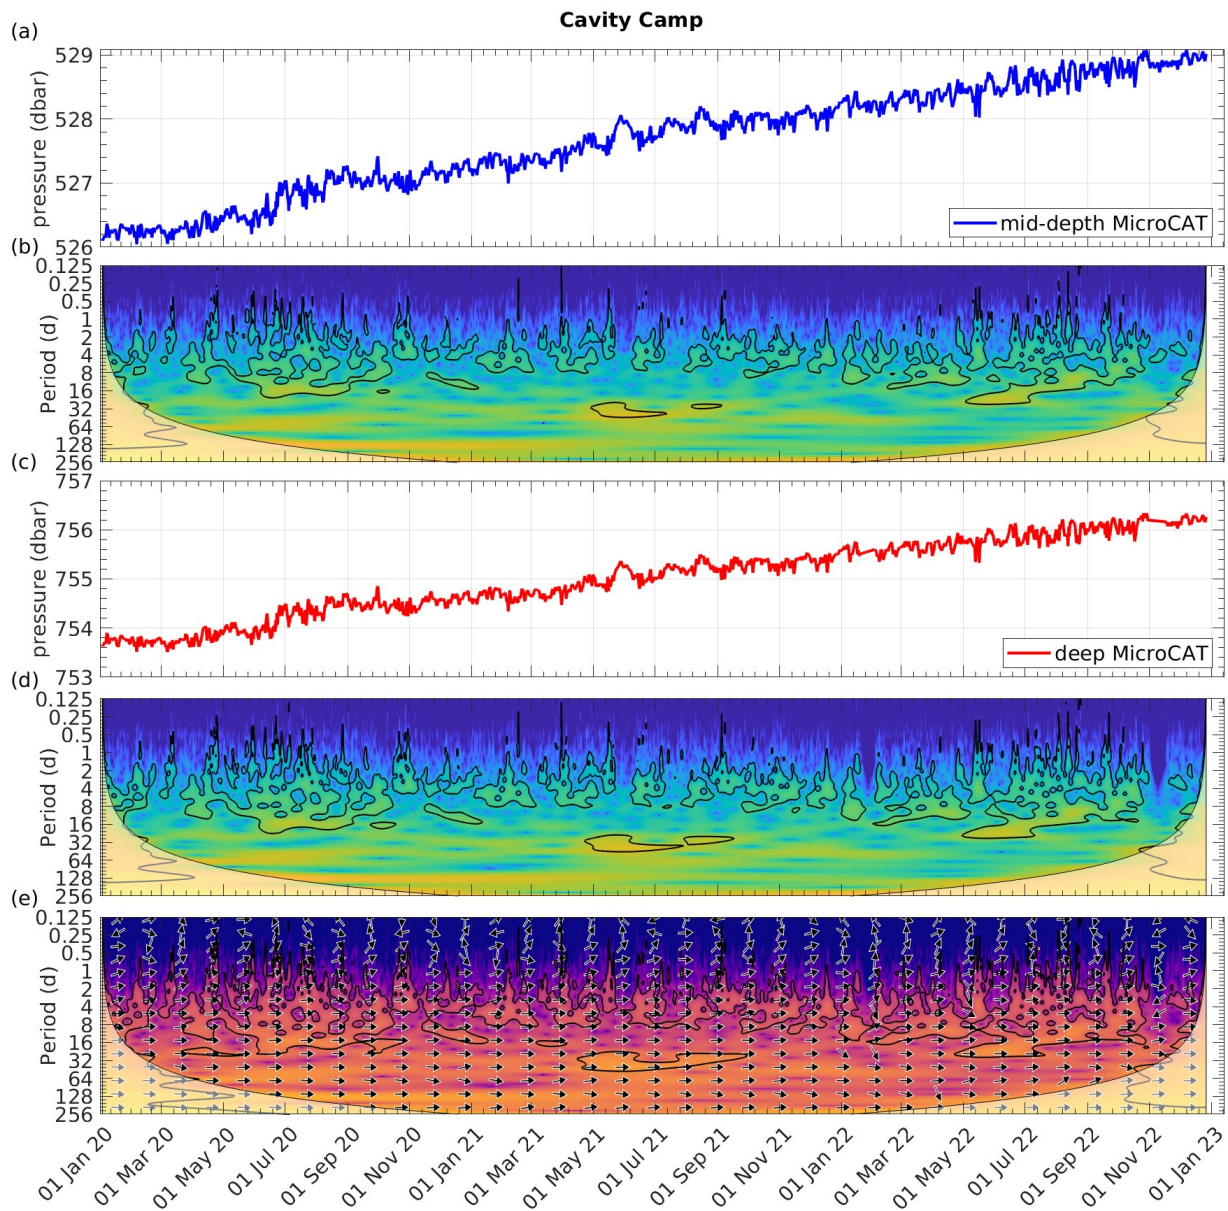 Cavity Camp
(a)
529
528
527
526
pressure (dbar)
mid-depth MicroCAT
(b)
0.125
0.25
0.5
1
2
4
8
16
32
64
128
256
Period (d)
(c)
757
756
755
754
753
pressure (dbar)
deep MicroCAT
(d)
0.125
0.25
0.5
1
2
4
8
16
32
64
128
256
Period (d)
(e)
0.125
0.25
0.5
1
2
4
8
16
32
64
128
256
Period (d)
01 Jan 20
01 Mar 20
01 May 20
01 Jul 20
01 Sep 20
01 Nov 20
01 Jan 21
01 Mar 21
01 May 21
01 Jul 21
01 Sep 21
01 Nov 21
01 Jan 22
01 Mar 22
01 May 22
01 Jul 22
01 Sep 22
01 Nov 22
01 Jan 23